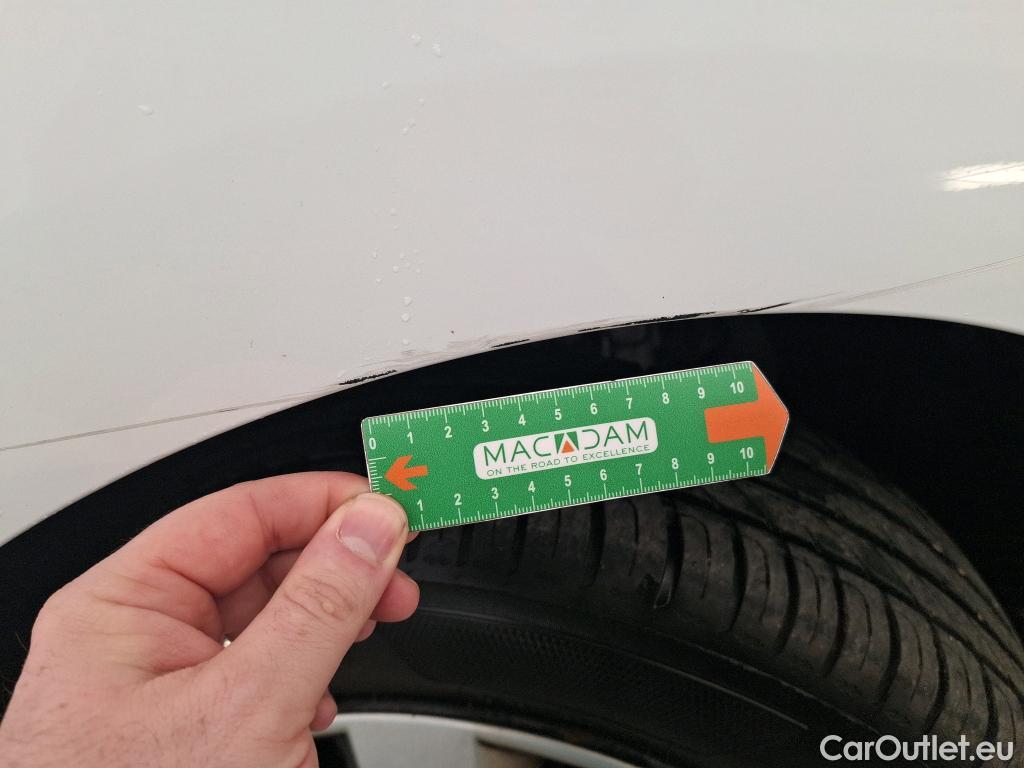 0 1 2 3 4 5 6 7 8 9 10
MACADAM
ON THE ROAD TO EXCELLENCE
1 2 3 4 5 6 7 8 9 10
CarOutlet.eu